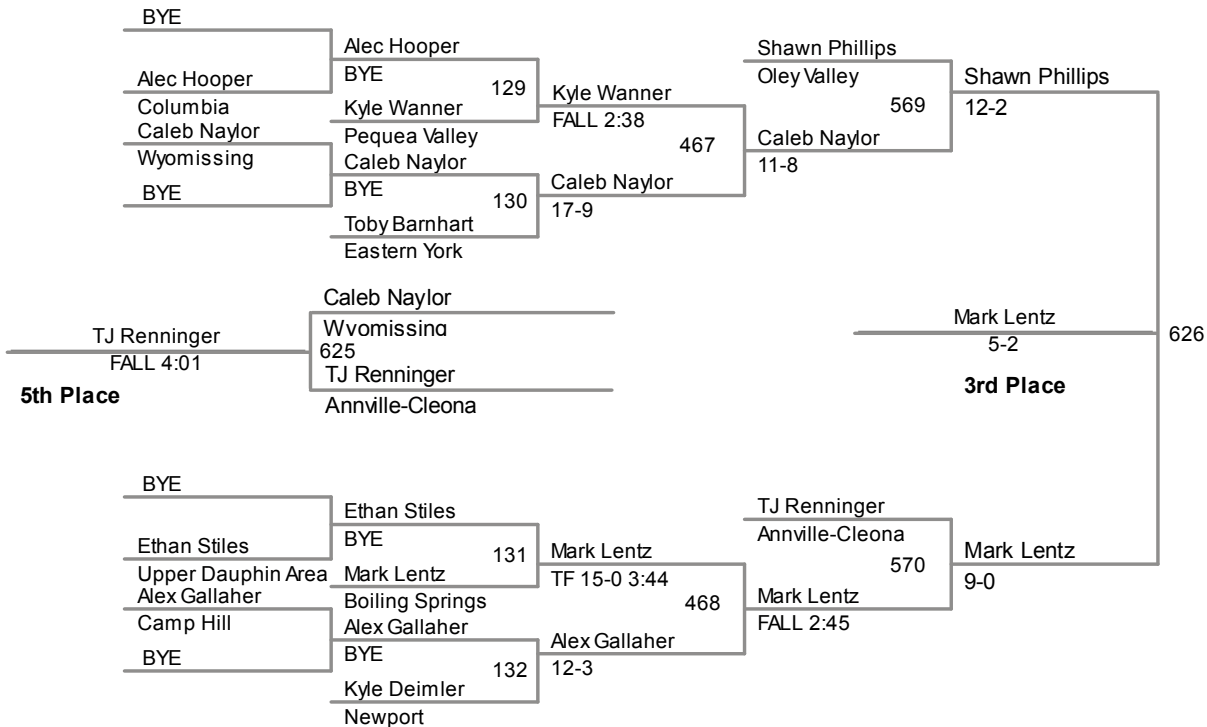 BYE
Alec Hooper
Columbia
Caleb Naylor
Wyomissing
BYE
Alec Hooper
BYE
129
Kyle Wanner
Pequea Valley
Caleb Naylor
BYE
130
Toby Barnhart
Eastern York
Kyle Wanner
FALL 2:38
467
Caleb Naylor
17-9
Shawn Phillips
Oley Valley
569
Caleb Naylor
11-8
Shawn Phillips
12-2
Caleb Naylor
Wyomissing
625
TJ Renninger
Annville-Cleona
TJ Renninger
FALL 4:01
5th Place
Mark Lentz
5-2
3rd Place
626
BYE
Ethan Stiles
Upper Dauphin Area
Alex Gallaher
Camp Hill
BYE
Ethan Stiles
BYE
131
Mark Lentz
Boiling Springs
Alex Gallaher
BYE
132
Kyle Deimler
Newport
Mark Lentz
TF 15-0 3:44
468
Alex Gallaher
12-3
TJ Renninger
Annville-Cleona
570
Mark Lentz
FALL 2:45
Mark Lentz
9-0